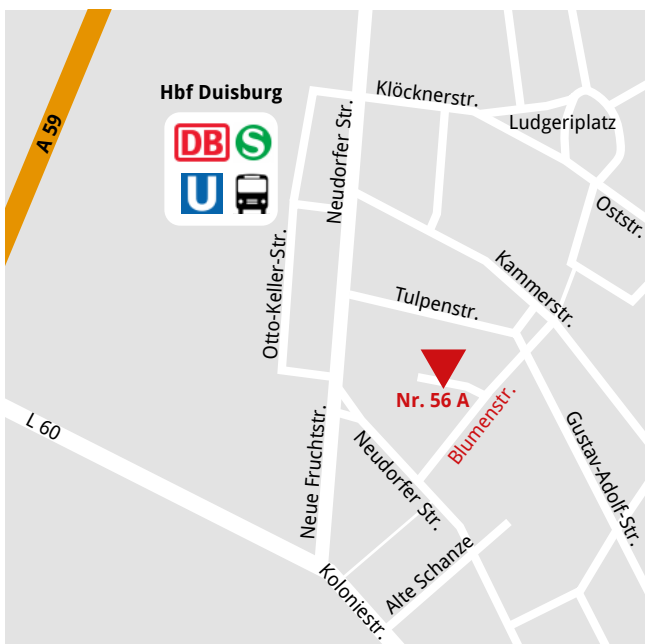 A 59
Hbf Duisburg
DB
S
U
Neudorfer Str.
Klöcknerstr.
Ludgeriplatz
Oststr.
Otto-Keller-Str.
Kammerstr.
Tulpenstr.
Nr. 56 A
Blumenstr.
L 60
Neue Fruchtstr.
Neudorfer Str.
Gustav-Adolf-Str.
Alte Schanze
Koloniestr.